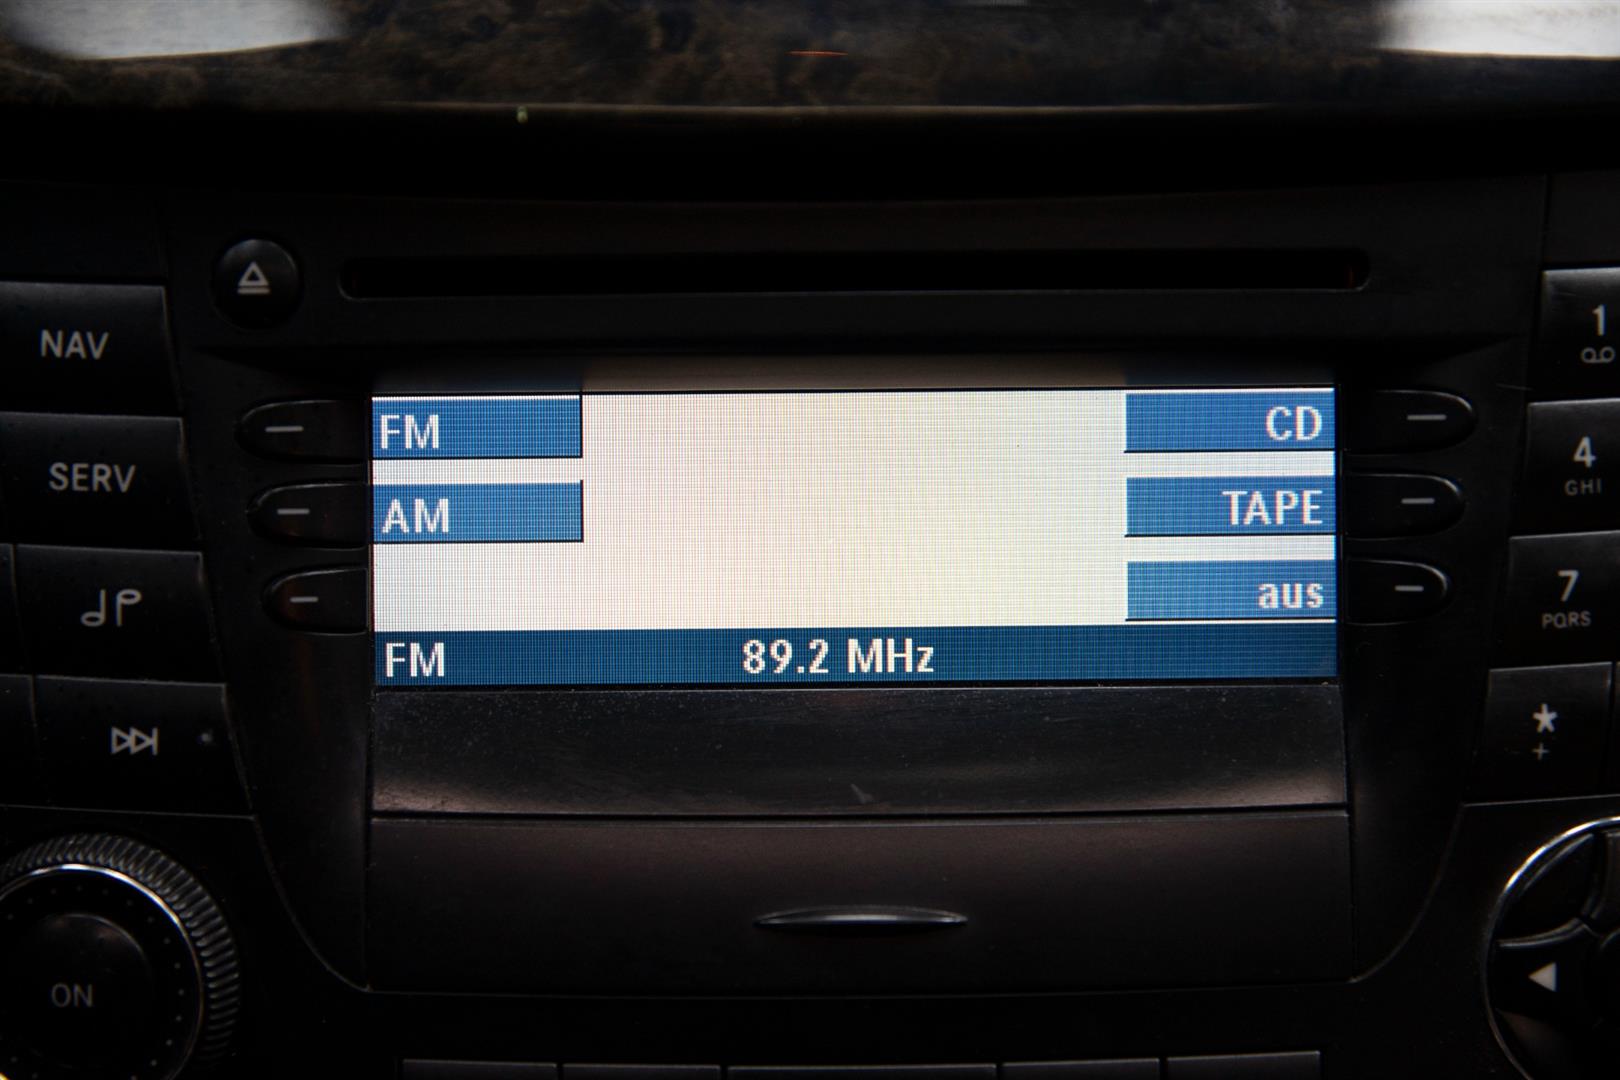 NAV
SERV
FM
AM
CD
TAPE
aus
FM 89.2 MHz
ON
1
4
GHI
7
PQRS
*
+